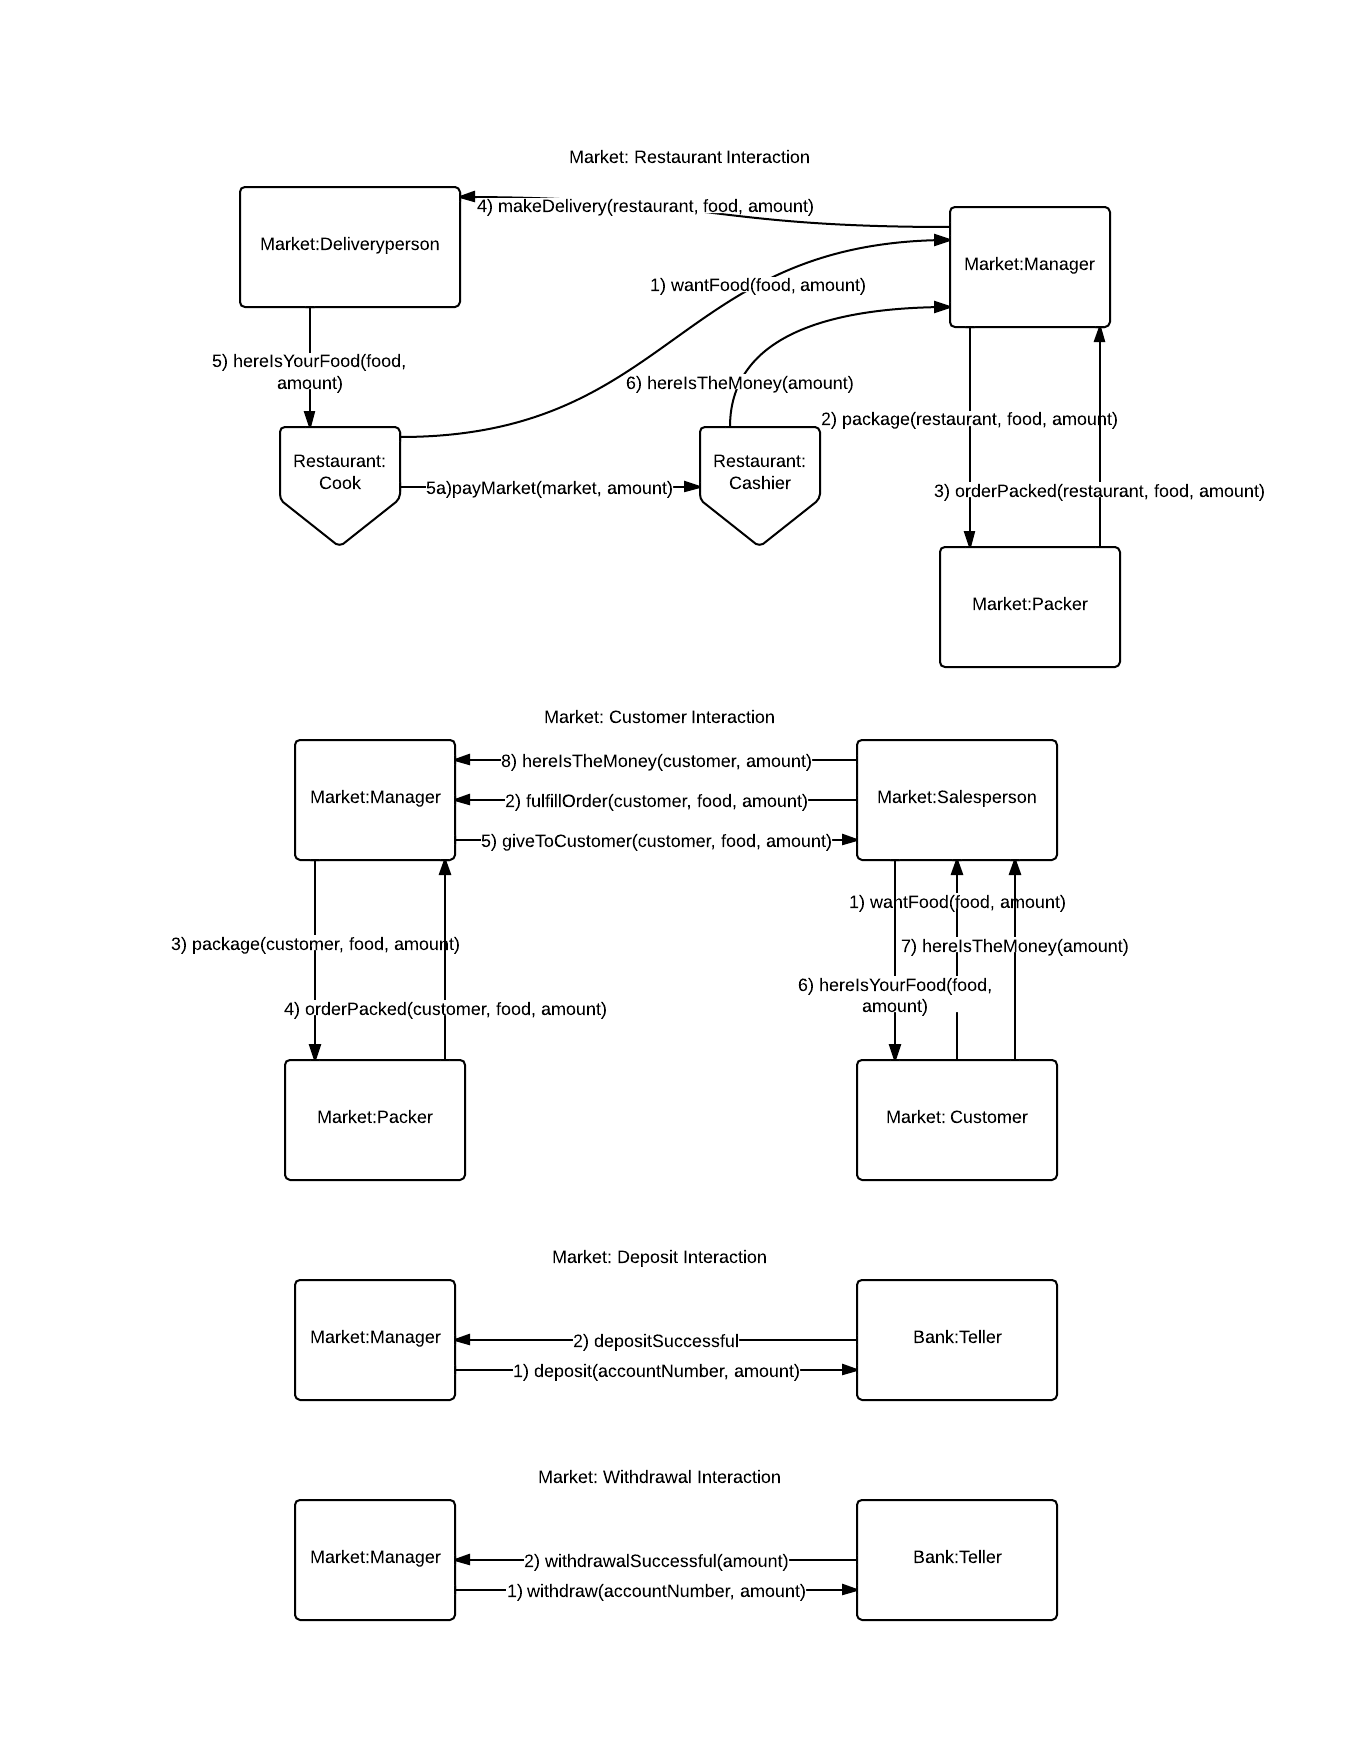 Market: Restaurant Interaction
4) makeDelivery(restaurant, food, amount)
Market:Deliveryperson
Market:Manager
1) wantFood(food, amount)
5) hereIsYourFood(food,
amount)
6) hereIsTheMoney(amount)
2) package(restaurant, food, amount)
Restaurant:
Cook
5a)payMarket(market, amount)
Restaurant:
Cashier
3) orderPacked(restaurant, food, amount)
Market:Packer
Market: Customer Interaction
8) hereIsTheMoney(customer, amount)
Market:Manager
2) fulfillOrder(customer, food, amount)
Market:Salesperson
5) giveToCustomer(customer, food, amount)
1) wantFood(food, amount)
3) package(customer, food, amount)
7) hereIsTheMoney(amount)
6) hereIsYourFood(food,
amount)
4) orderPacked(customer, food, amount)
Market:Packer
Market: Customer
Market: Deposit Interaction
Market:Manager
2) depositSuccessful
Bank:Teller
1) deposit(accountNumber, amount)
Market: Withdrawal Interaction
Market:Manager
2) withdrawalSuccessful(amount)
Bank:Teller
1) withdraw(accountNumber, amount)